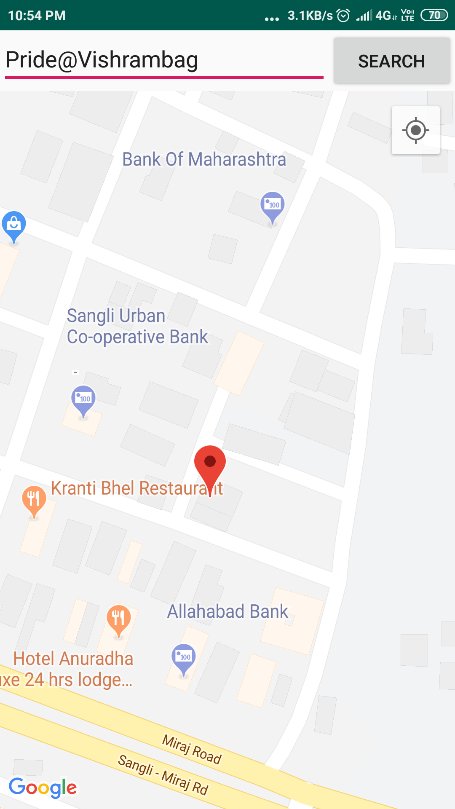 10:54 PM
... 3.1KB/s 4G Vo LTE 70
Pride@Vishrambag
SEARCH
Bank Of Maharashtra
Sangli Urban
Co-operative Bank
Kranti Bhel Restaurant
Allahabad Bank
Hotel Anuradha
uxe 24 hrs lodge...
Miraj Road
Sangli - Miraj Rd
Google